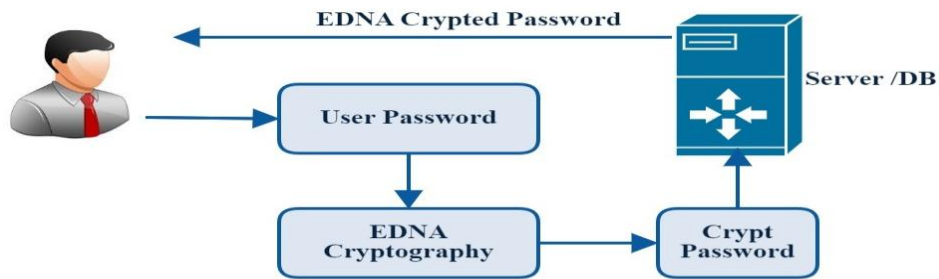 EDNA Crypted Password
Server /DB
User Password
EDNA
Cryptography
Crypt
Password